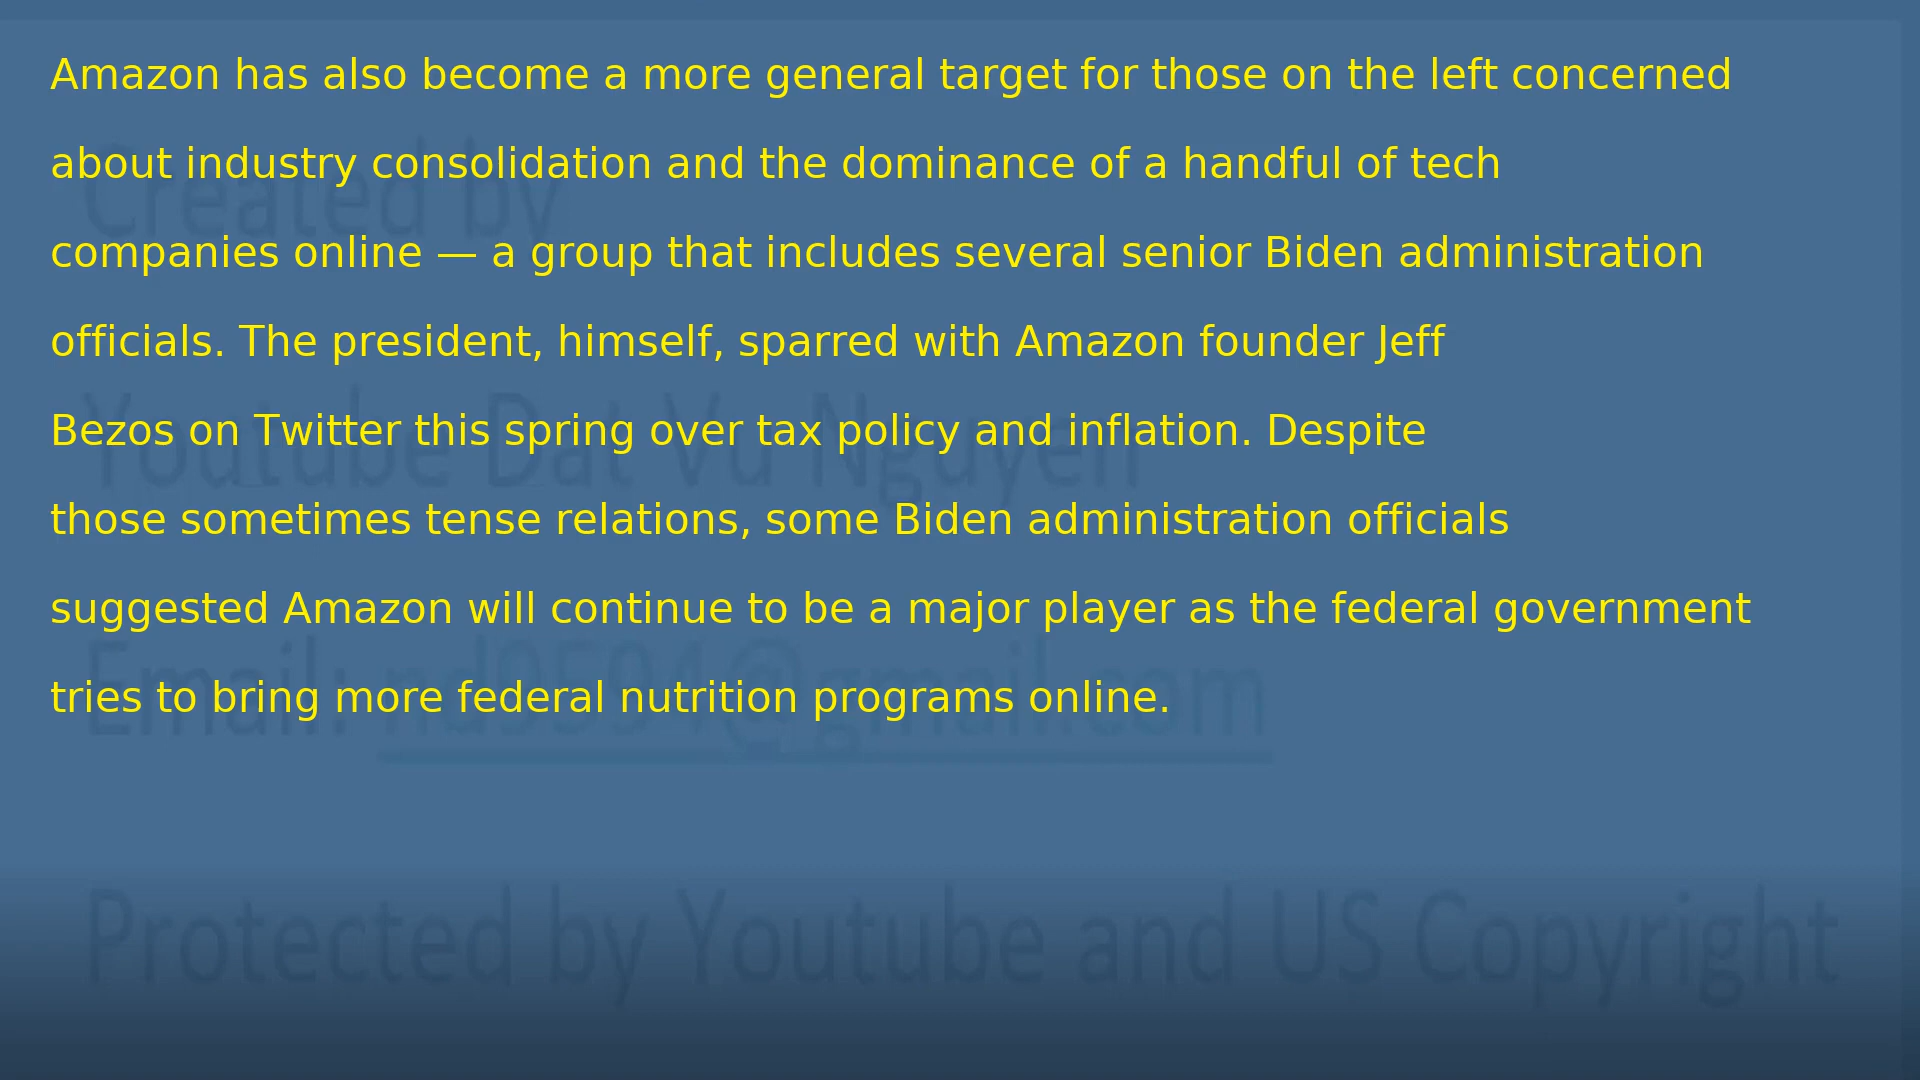 Amazon has also become a more general target for those on the left concerned
about industry consolidation and the dominance of a handful of tech
Created by
companies online — a group that includes several senior Biden administration
officials. The president, himself, sparred with Amazon founder Jeff
Bezos on Twitter this spring over tax policy and inflation. Despite
Youtube Dat Vu Nguyen
those sometimes tense relations, some Biden administration officials
suggested Amazon will continue to be a major player as the federal government
tries to bring more federal nutrition programs online.
Email: nd0594@gmail.com
Protected by Youtube and US Copyright